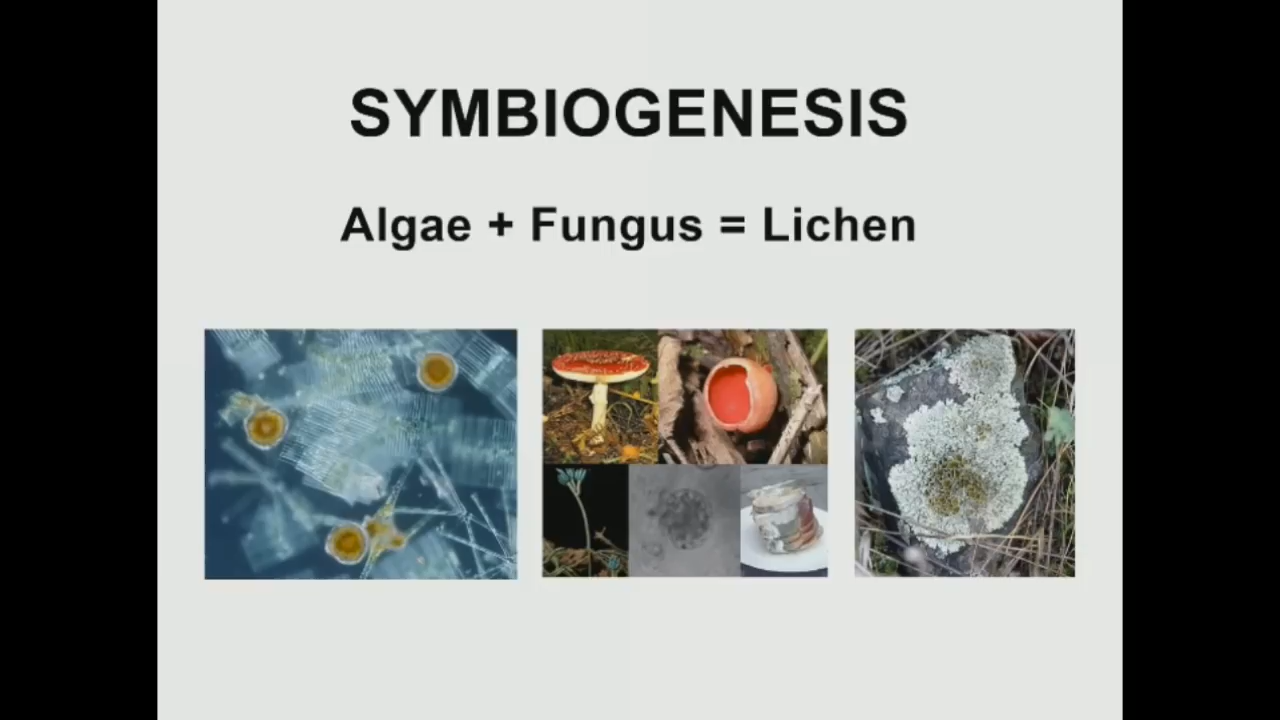 SYMBIOGENESIS
Algae + Fungus = Lichen